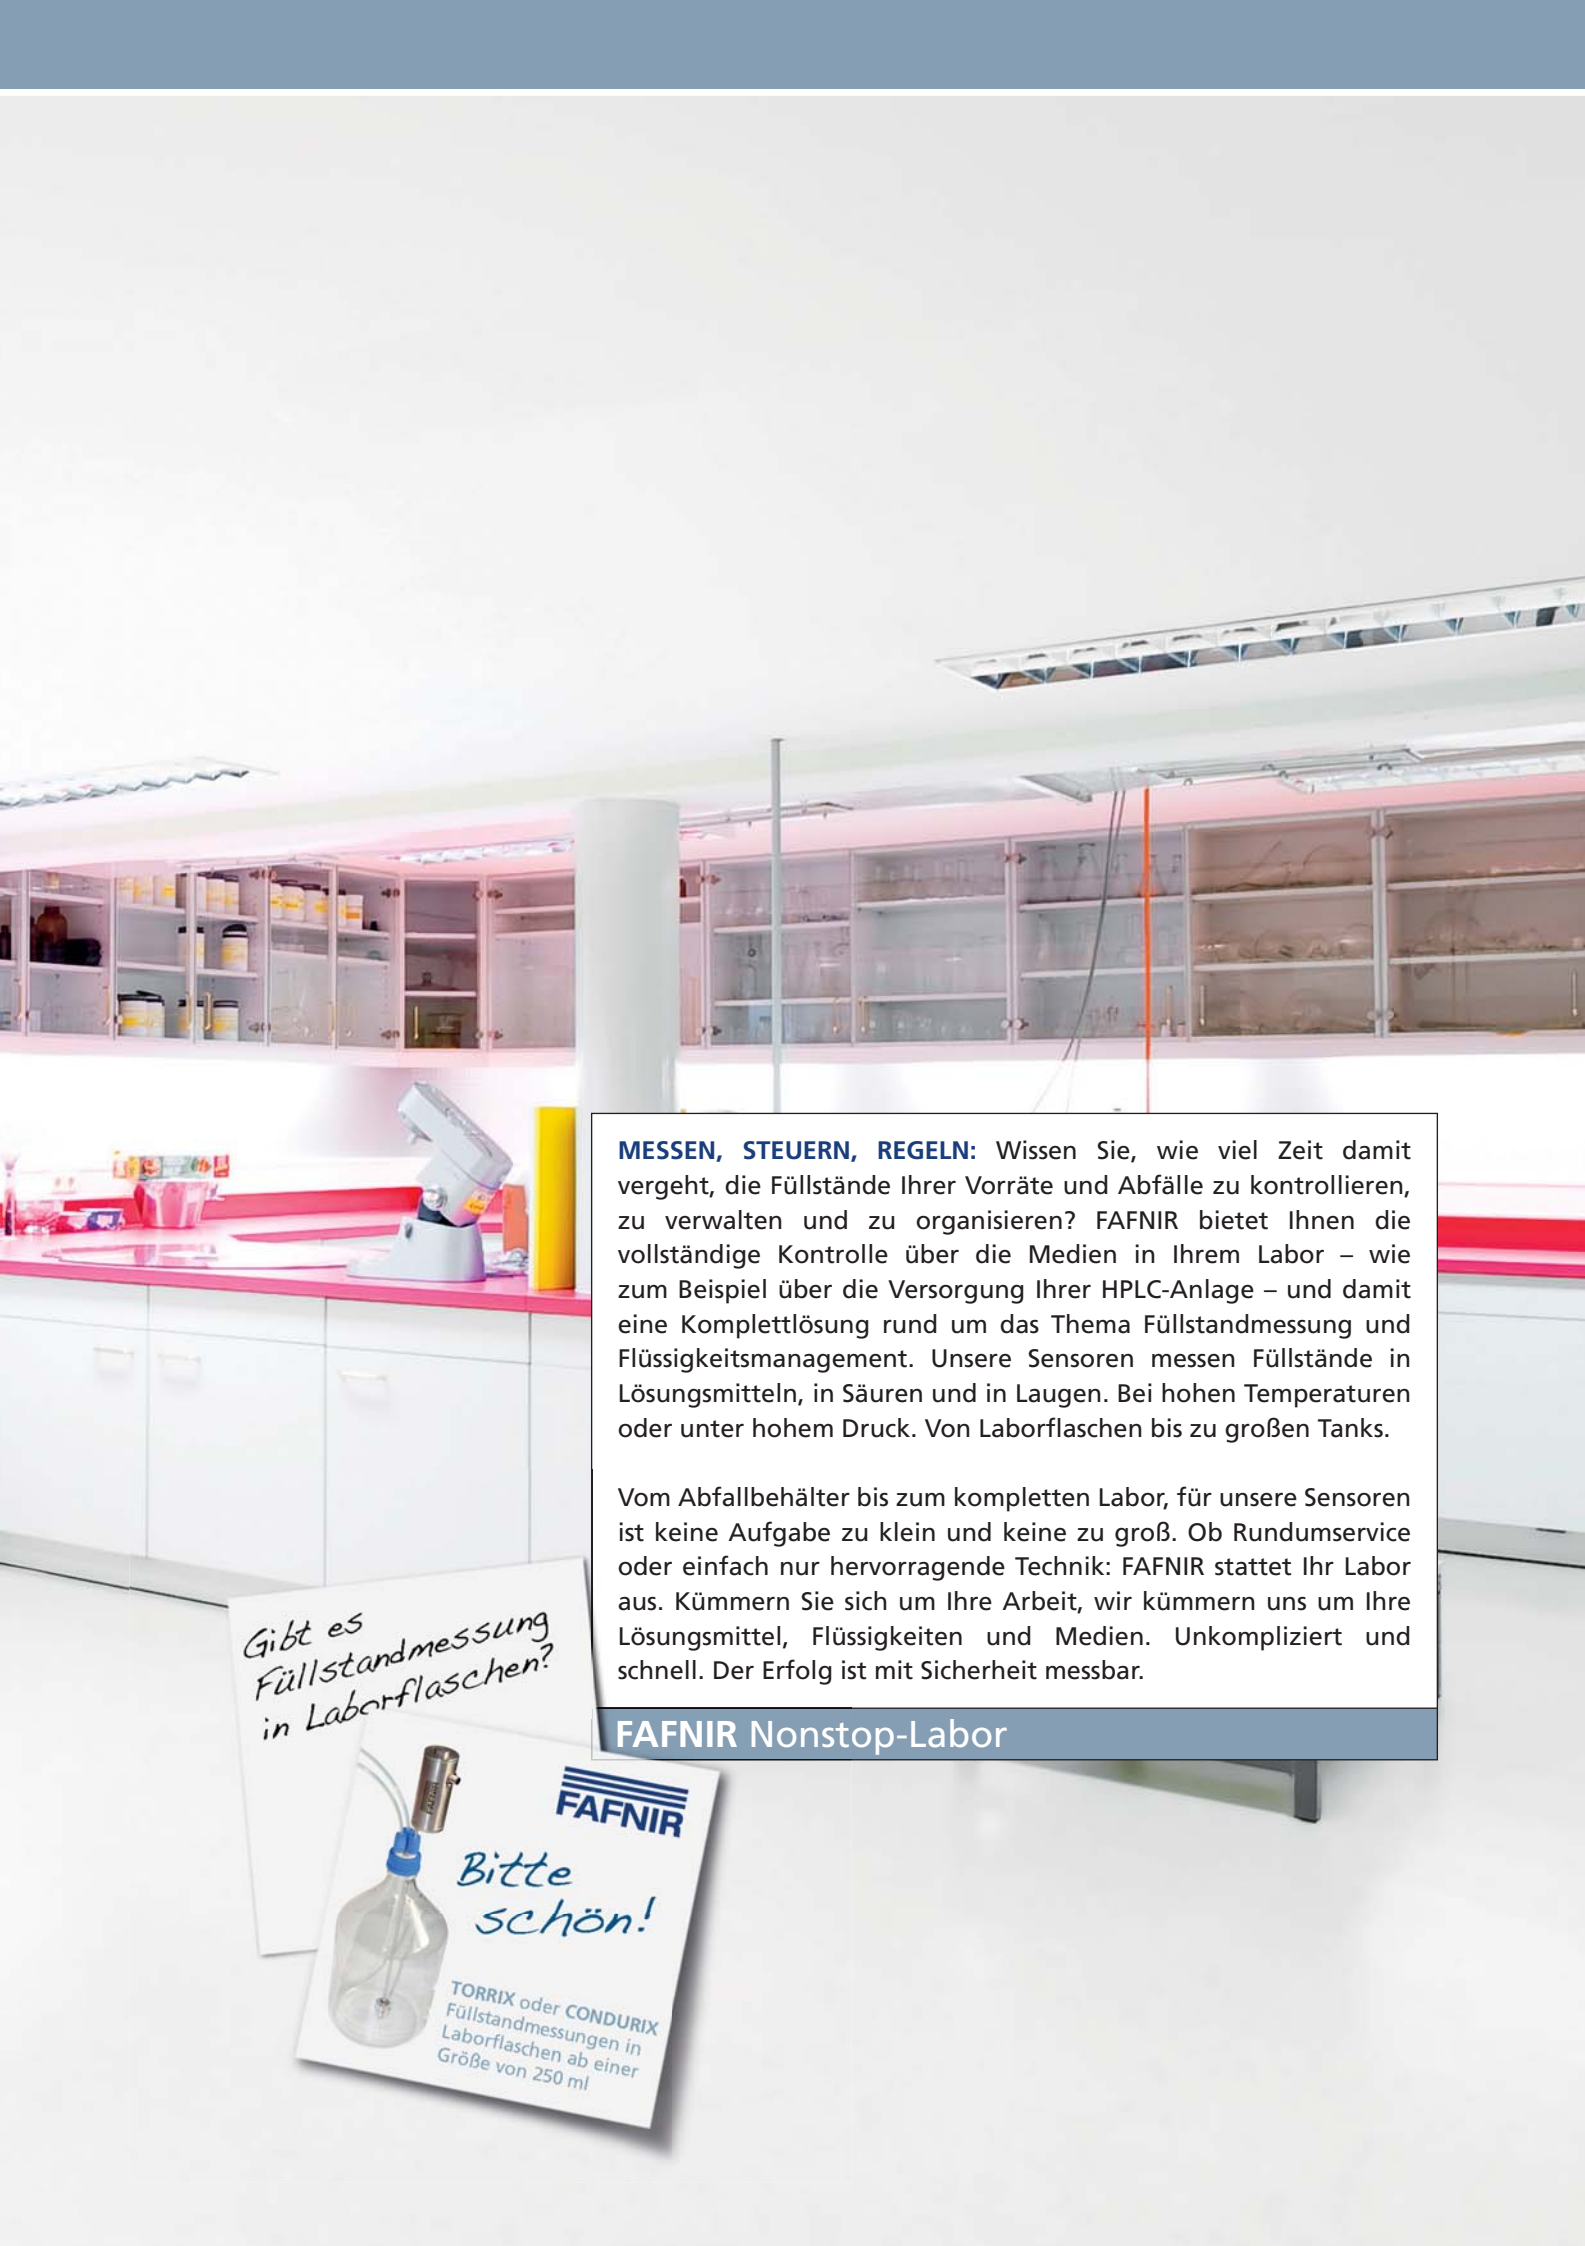 MESSEN, STEUERN, REGELN: Wissen Sie, wie viel Zeit damit
vergeht, die Füllstände Ihrer Vorräte und Abfälle zu kontrollieren,
zu verwalten und zu organisieren? FAFNIR bietet Ihnen die
vollständige Kontrolle über die Medien in Ihrem Labor – wie
zum Beispiel über die Versorgung Ihrer HPLC-Anlage – und damit
eine Komplettlösung rund um das Thema Füllstandmessung und
Flüssigkeitsmanagement. Unsere Sensoren messen Füllstände in
Lösungsmitteln, in Säuren und in Laugen. Bei hohen Temperaturen
oder unter hohem Druck. Von Laborflaschen bis zu großen Tanks.
Vom Abfallbehälter bis zum kompletten Labor, für unsere Sensoren
ist keine Aufgabe zu klein und keine zu groß. Ob Rundumservice
oder einfach nur hervorragende Technik: FAFNIR stattet Ihr Labor
aus. Kümmern Sie sich um Ihre Arbeit, wir kümmern uns um Ihre
Lösungsmittel, Flüssigkeiten und Medien. Unkompliziert und
schnell. Der Erfolg ist mit Sicherheit messbar.
FAFNIR Nonstop-Labor
Gibt es
Füllstandmessung
in Laborflaschen?
FAFNIR
FAFNIR
Bitte
schön!
TORRIX oder CONDURIX
Füllstandmessungen in
Laborflaschen ab einer
Größe von 250 ml